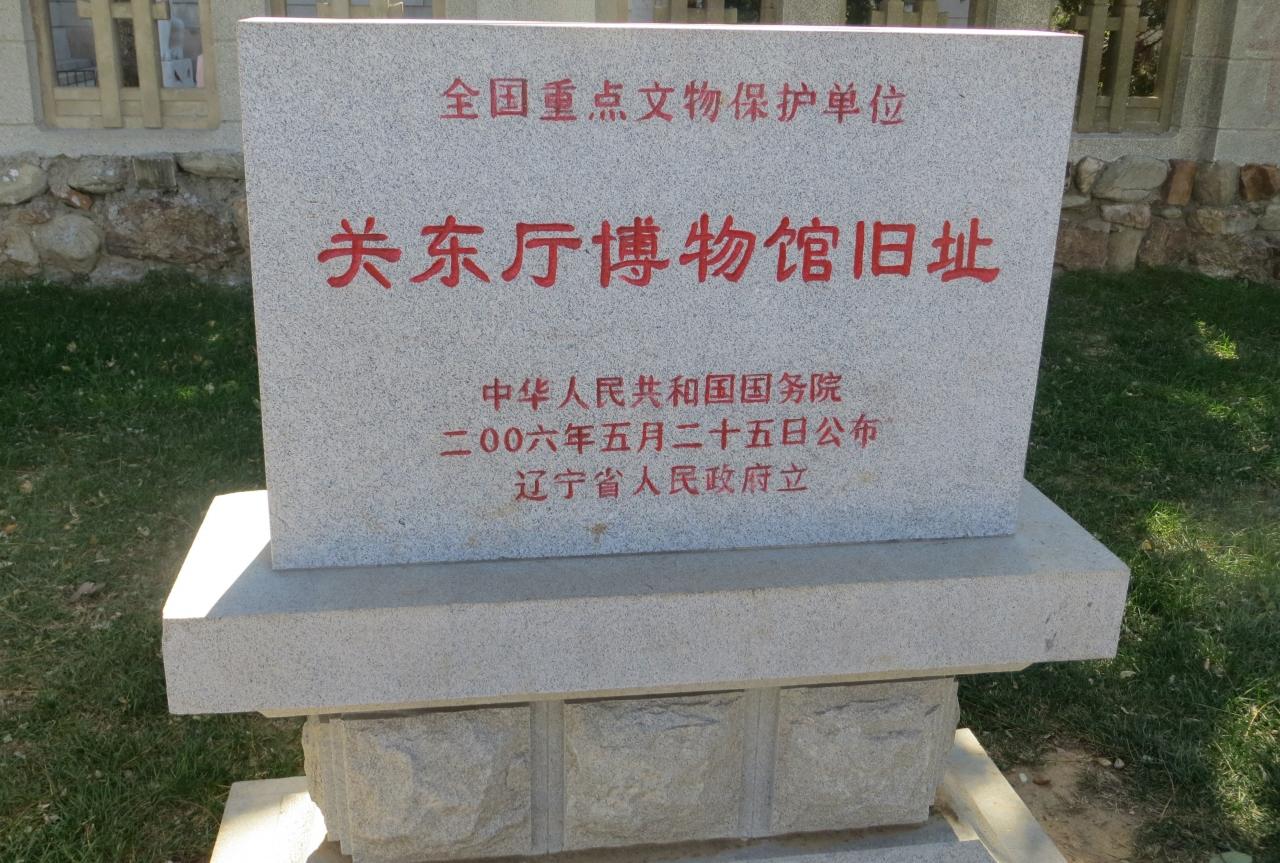 全国重点文物保护单位
关东厅博物馆旧址
中华人民共和国国务院
二00六年五月二十五日公布
辽宁省人民政府立